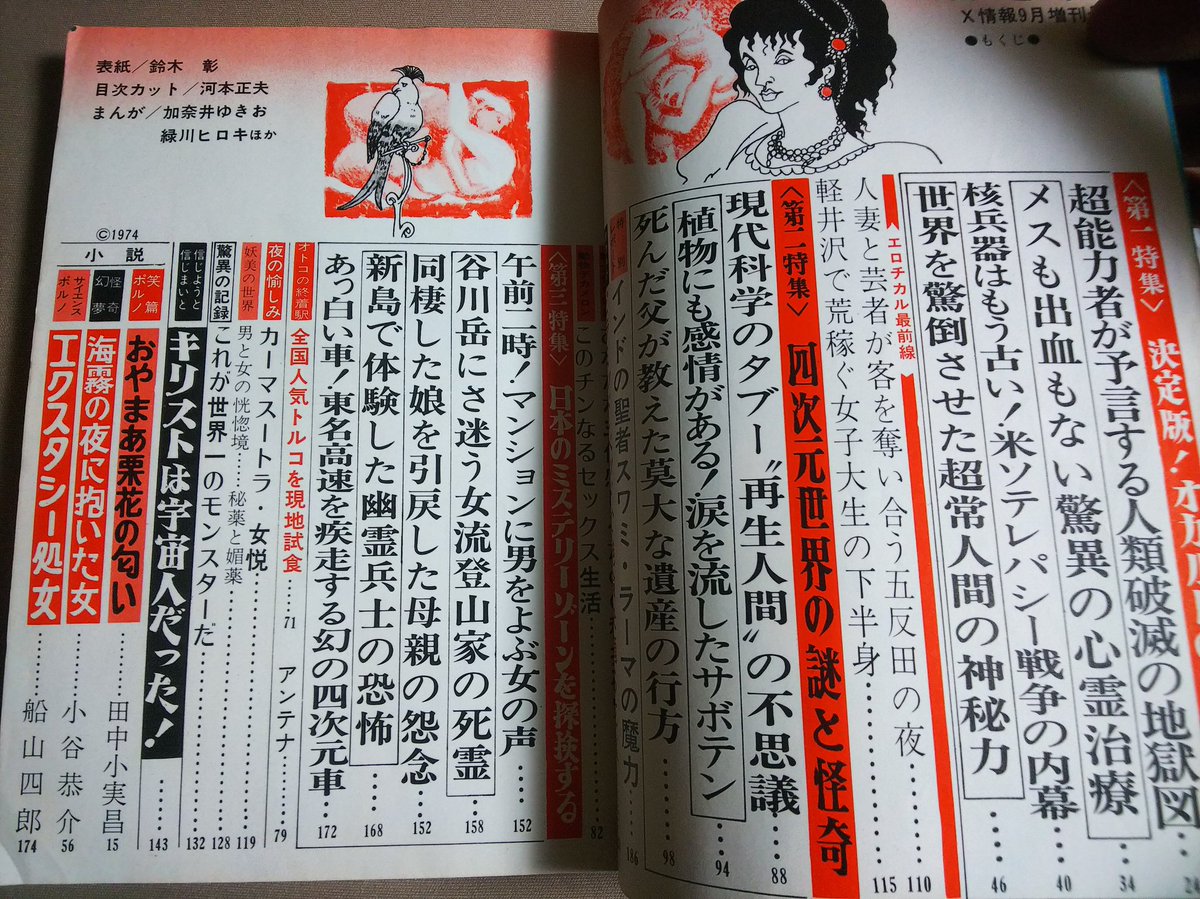 X情報9月増刊
●もくじ●
〈第一特集〉 決定版！
超能力者が予言する人類破滅の地獄図……24
メスも出血もない驚異の心霊治療……34
核兵器はもう古い！米ソテレパシー戦争の内幕……40
世界を驚倒させた超常人間の神秘力……46
エロチカル最前線
人妻と芸者が客を奪い合う五反田の夜……110
軽井沢で荒稼ぐ女子大生の下半身……115
〈第二特集〉 四次元世界の謎と怪奇
現代科学のタブー〝再生人間〟の不思議……88
植物にも感情がある！涙を流したサボテン……94
死んだ父が教えた莫大な遺産の行方……98
インドの聖者スワミ・ラーマの魔力……186
このチンなるセックス生活……82
〈第三特集〉 日本のミステリーゾーンを探検する
午前二時！マンションに男をよぶ女の声……152
谷川岳にさ迷う女流登山家の死霊……158
同棲した娘を引戻した母親の怨念……152
新島で体験した幽霊兵士の恐怖……168
あっ白い車！東名高速を疾走する幻の四次元車……172
オトコの終着駅
全国人気トルコを現地試食……71
アンテナ……79
夜の愉しみ
カーマスートラ・女悦……119
妖美の世界
男と女の恍惚境……秘薬と媚薬……128
驚異の記録
これが世界一のモンスターだ……132
信じようと信じまいと
キリストは宇宙人だった！……143
小説
笑篇ポルノ
おやまあ栗花の匂い……田中小実昌 15
怪奇幻夢
海霧の夜に抱いた女……小谷恭介 56
サイエンスポルノ
エクスタシー処女……船山四郎 174
©1974
表紙／鈴木 彰
目次カット／河本正夫
まんが／加奈井ゆきお
緑川ヒロキほか